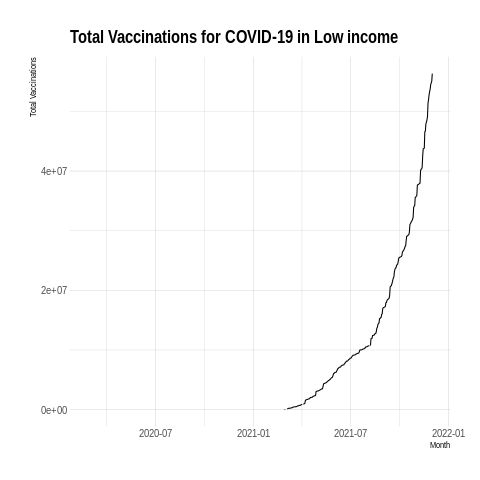 Total Vaccinations for COVID-19 in Low income
Total Vaccinations
4e+07
2e+07
0e+00
2020-07 2021-01 2021-07 2022-01
Month